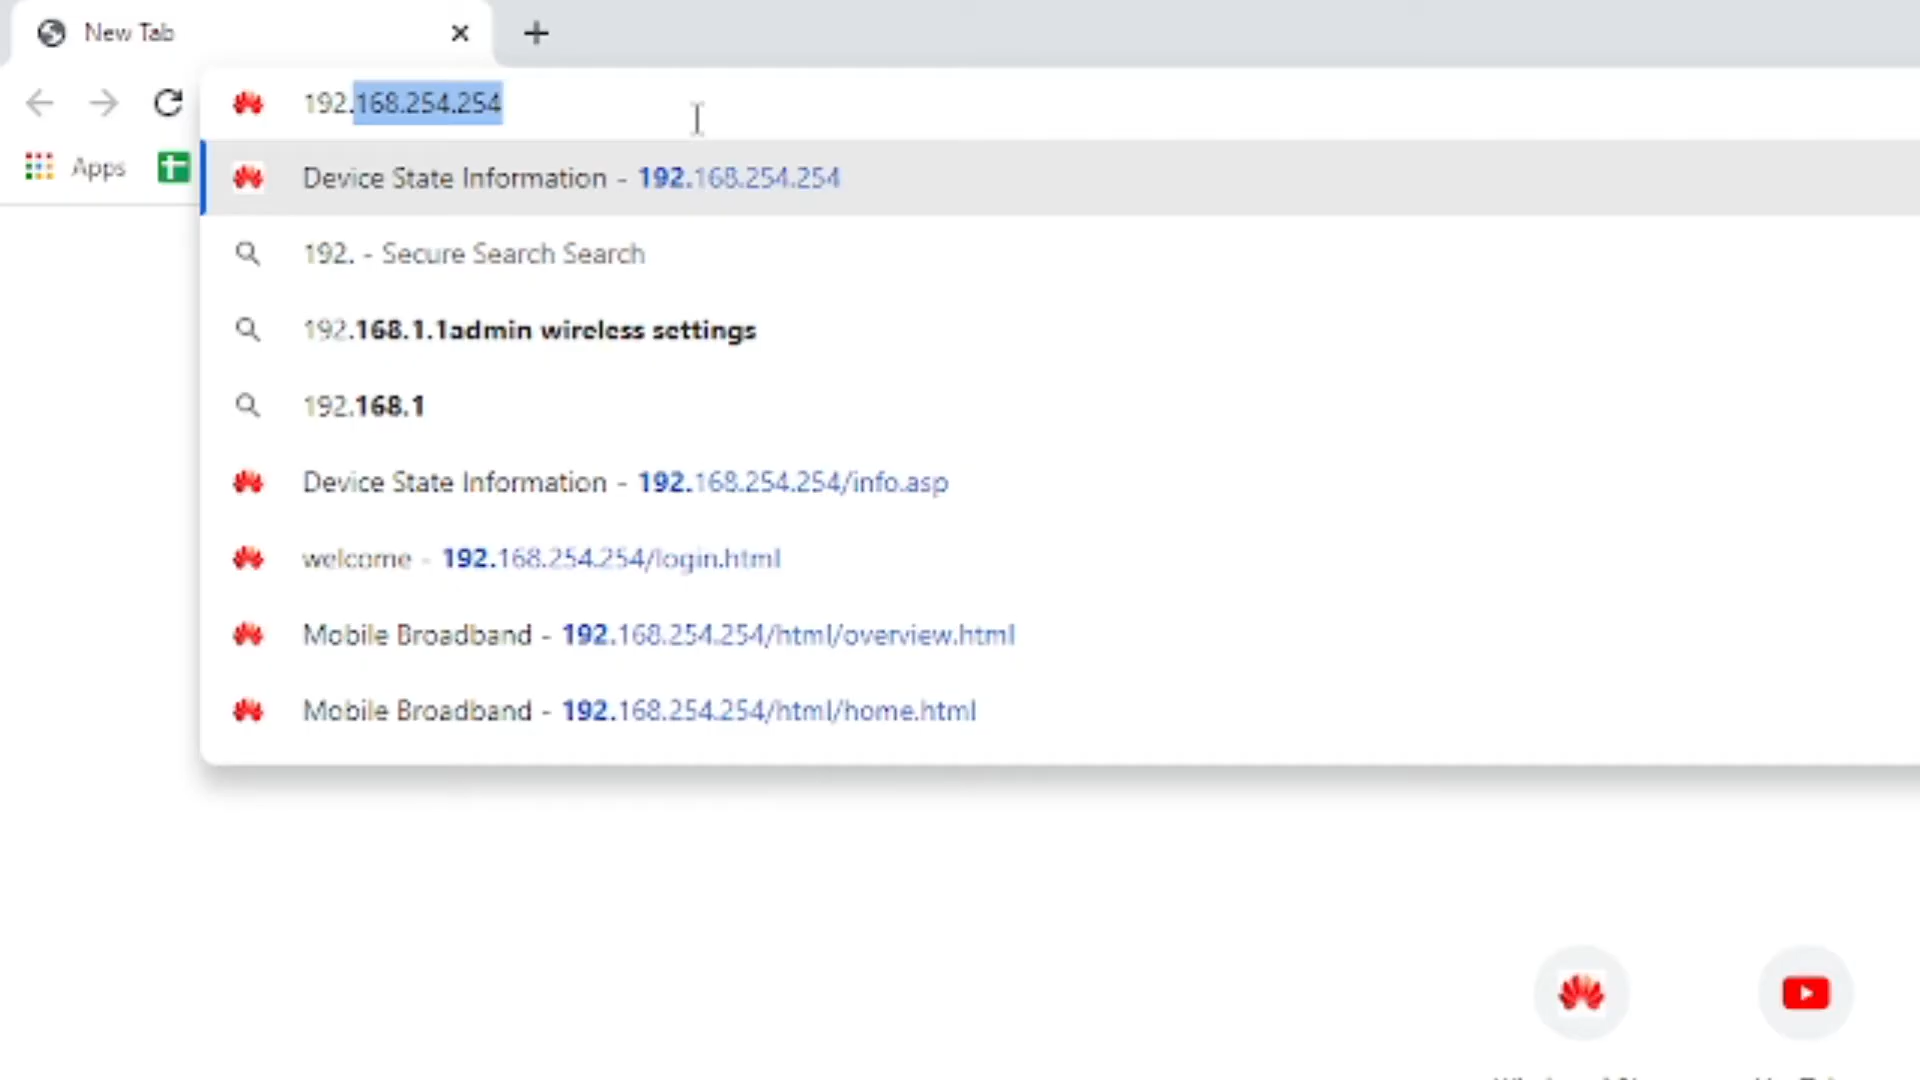 New Tab
192.168.254.254
Apps
Device State Information - 192.168.254.254
192. - Secure Search Search
192.168.1.1admin wireless settings
192.168.1
Device State Information - 192.168.254.254/info.asp
welcome - 192.168.254.254/login.html
Mobile Broadband - 192.168.254.254/html/overview.html
Mobile Broadband - 192.168.254.254/html/home.html